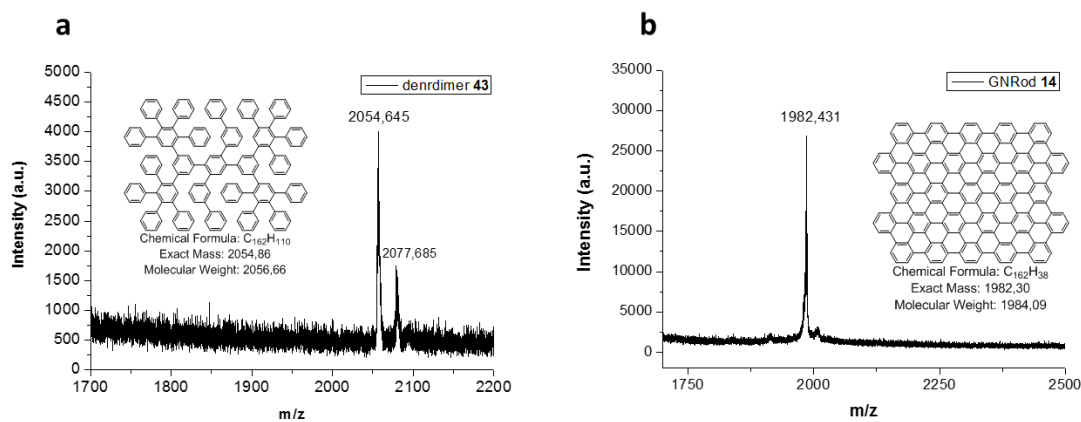 a
denrdimer 43
2054,645
2077,685
Chemical Formula: C162H110
Exact Mass: 2054,86
Molecular Weight: 2056,66
Intensity (a.u.)
5000
4500
4000
3500
3000
2500
2000
1500
1000
500
0
1700
1800
1900
2000
2100
2200
m/z
b
GNRod 14
1982,431
Chemical Formula: C162H38
Exact Mass: 1982,30
Molecular Weight: 1984,09
Intensity (a.u.)
35000
30000
25000
20000
15000
10000
5000
0
1750
2000
2250
2500
m/z